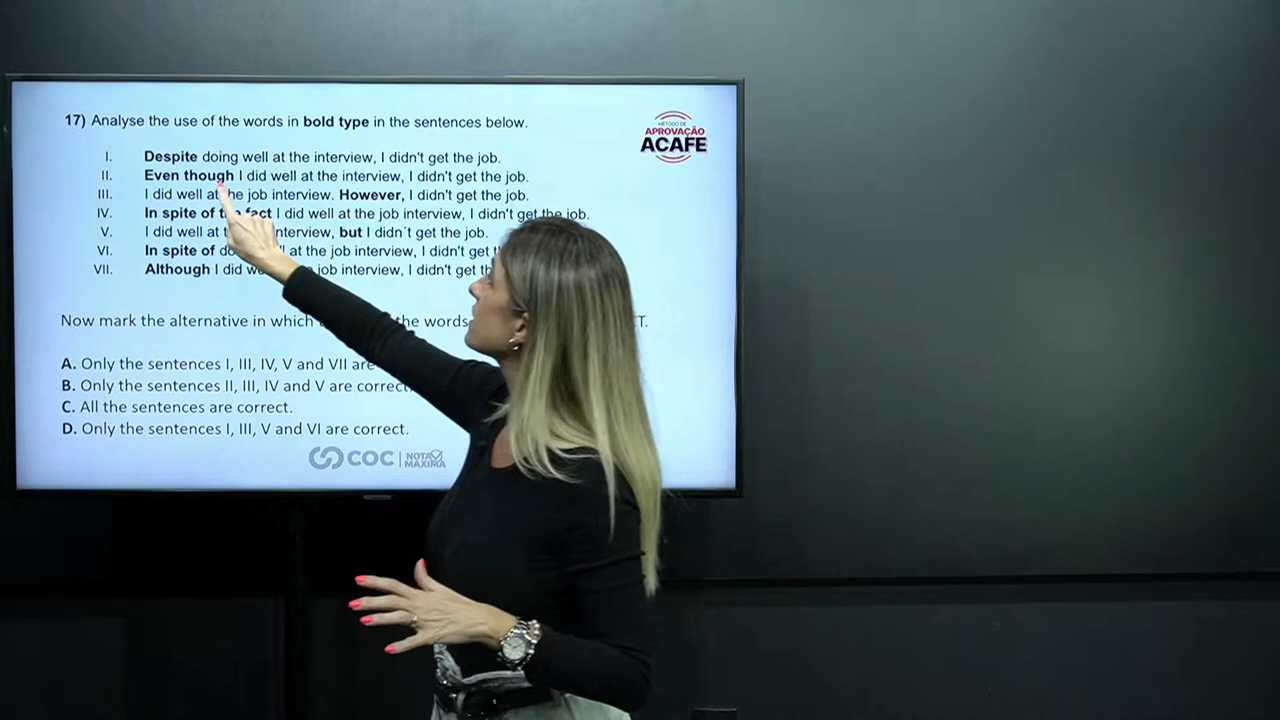 17) Analyse the use of the words in bold type in the sentences below.
MÉTODO DE
APROVAÇÃO
ACAFE
I. Despite doing well at the interview, I didn't get the job.
II. Even though I did well at the interview, I didn't get the job.
III. I did well at the job interview. However, I didn't get the job.
IV. In spite of the fact I did well at the job interview, I didn't get the job.
V. I did well at interview, but I didn´t get the job.
VI. In spite of at the job interview, I didn't get
VII. Although I did job interview, I didn't get
Now mark the alternative in which the words
A. Only the sentences I, III, IV, V and VII are
B. Only the sentences II, III, IV and V are correct.
C. All the sentences are correct.
D. Only the sentences I, III, V and VI are correct.
COC | NOTA
MÁXIMA